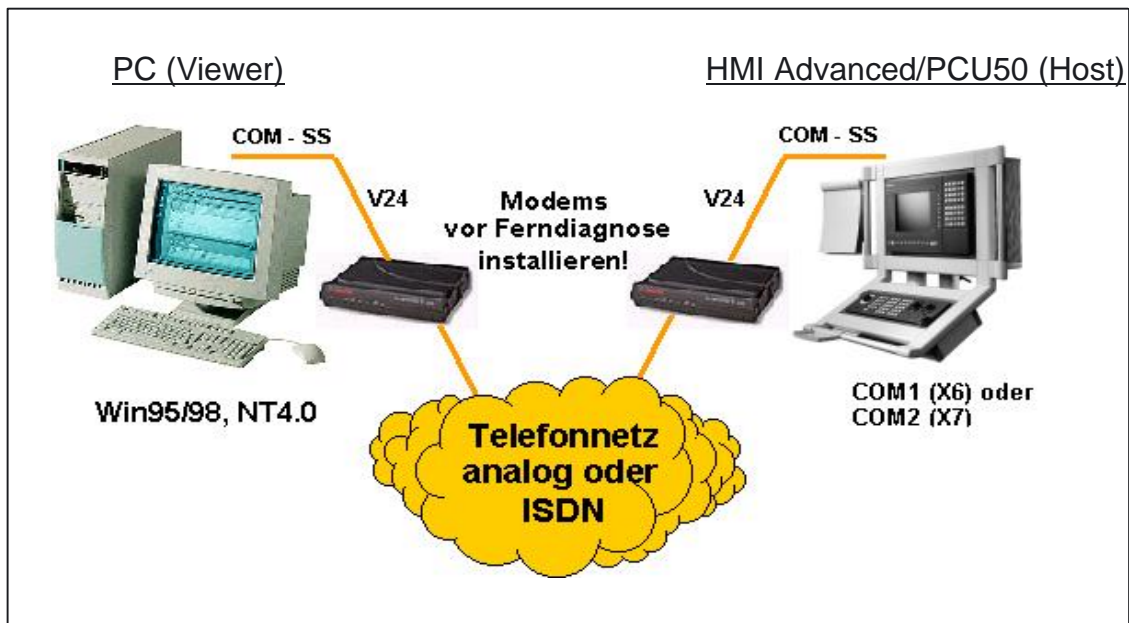 PC (Viewer)
HMI Advanced/PCU50 (Host)
COM - SS
COM - SS
V24
V24
Modems
vor Ferndiagnose
installieren!
Win95/98, NT4.0
COM1 (X6) oder
COM2 (X7)
Telefonnetz
analog oder
ISDN